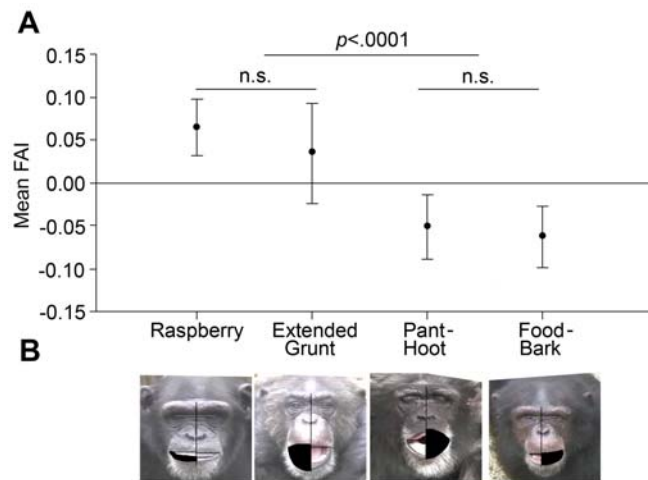 A
p<.0001
n.s.
n.s.
0.15
0.10
0.05
0.00
-0.05
-0.10
-0.15
Mean FAI
Raspberry
Extended
Grunt
Pant-
Hoot
Food-
Bark
B